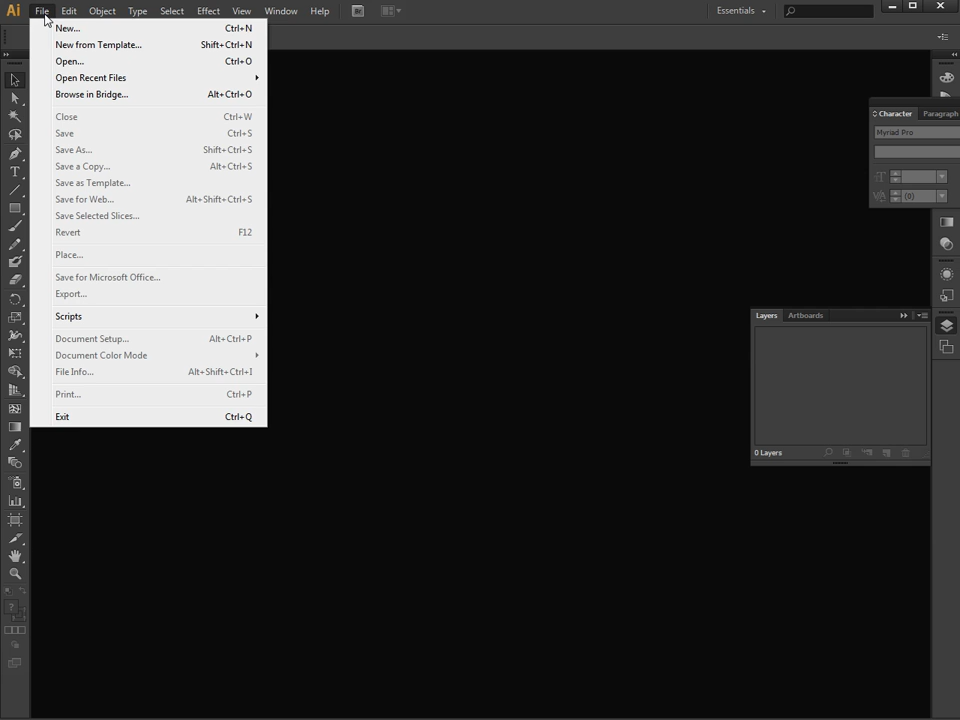 Ai File Edit Object Type Select Effect View Window Help Br Essentials
New... Ctrl+N
New from Template... Shift+Ctrl+N
Open... Ctrl+O
Open Recent Files
Browse in Bridge... Alt+Ctrl+O
Close Ctrl+W
Save Ctrl+S
Save As... Shift+Ctrl+S
Save a Copy... Alt+Ctrl+S
Save as Template...
Save for Web... Alt+Shift+Ctrl+S
Save Selected Slices...
Revert F12
Place...
Save for Microsoft Office...
Export...
Scripts
Document Setup... Alt+Ctrl+P
Document Color Mode
File Info... Alt+Shift+Ctrl+I
Print... Ctrl+P
Exit Ctrl+Q
Character Paragraph
Myriad Pro
(0)
Layers Artboards
0 Layers